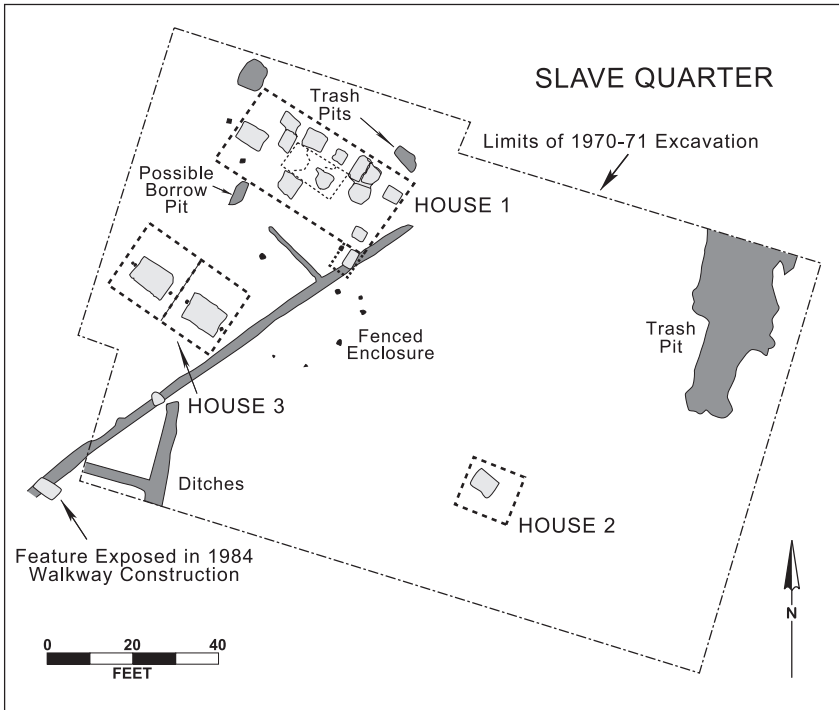 SLAVE QUARTER
Trash
Pits
Limits of 1970-71 Excavation
Possible
Borrow
Pit
HOUSE 1
Fenced
Enclosure
Trash
Pit
HOUSE 3
Ditches
HOUSE 2
Feature Exposed in 1984
Walkway Construction
N
0 20 40
FEET